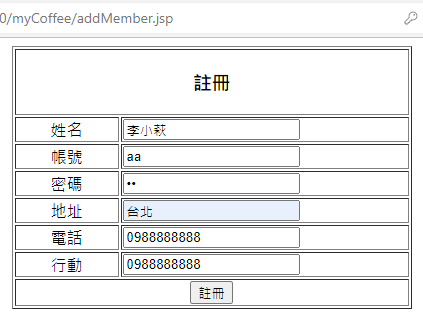 0/myCoffee/addMember.jsp
註冊
姓名 李小萩
帳號 aa
密碼 ••
地址 台北
電話 0988888888
行動 0988888888
註冊